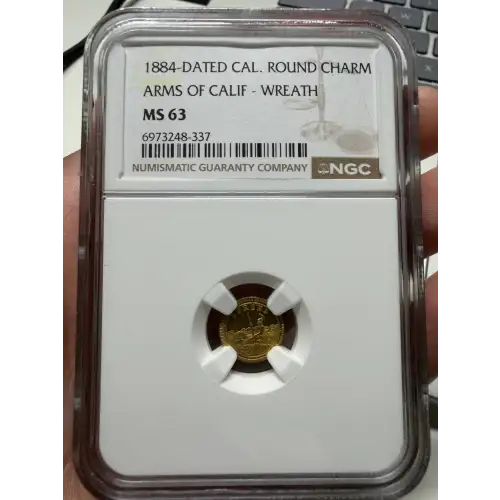 1884-DATED CAL. ROUND CHARM
ARMS OF CALIF - WREATH
MS 63
6973248-337
NUMISMATIC GUARANTY COMPANY
NGC